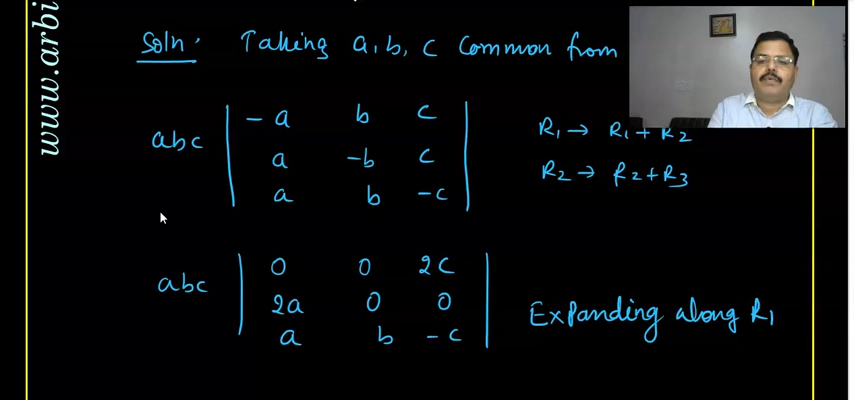 www.arbi
Soln. Taking a, b, c Common from
abc | -a b c |
| a -b c |
| a b -c |
R1 → R1 + R2
R2 → R2 + R3
abc | 0 0 2c |
| 2a 0 0 |
| a b -c |
Expanding along R1